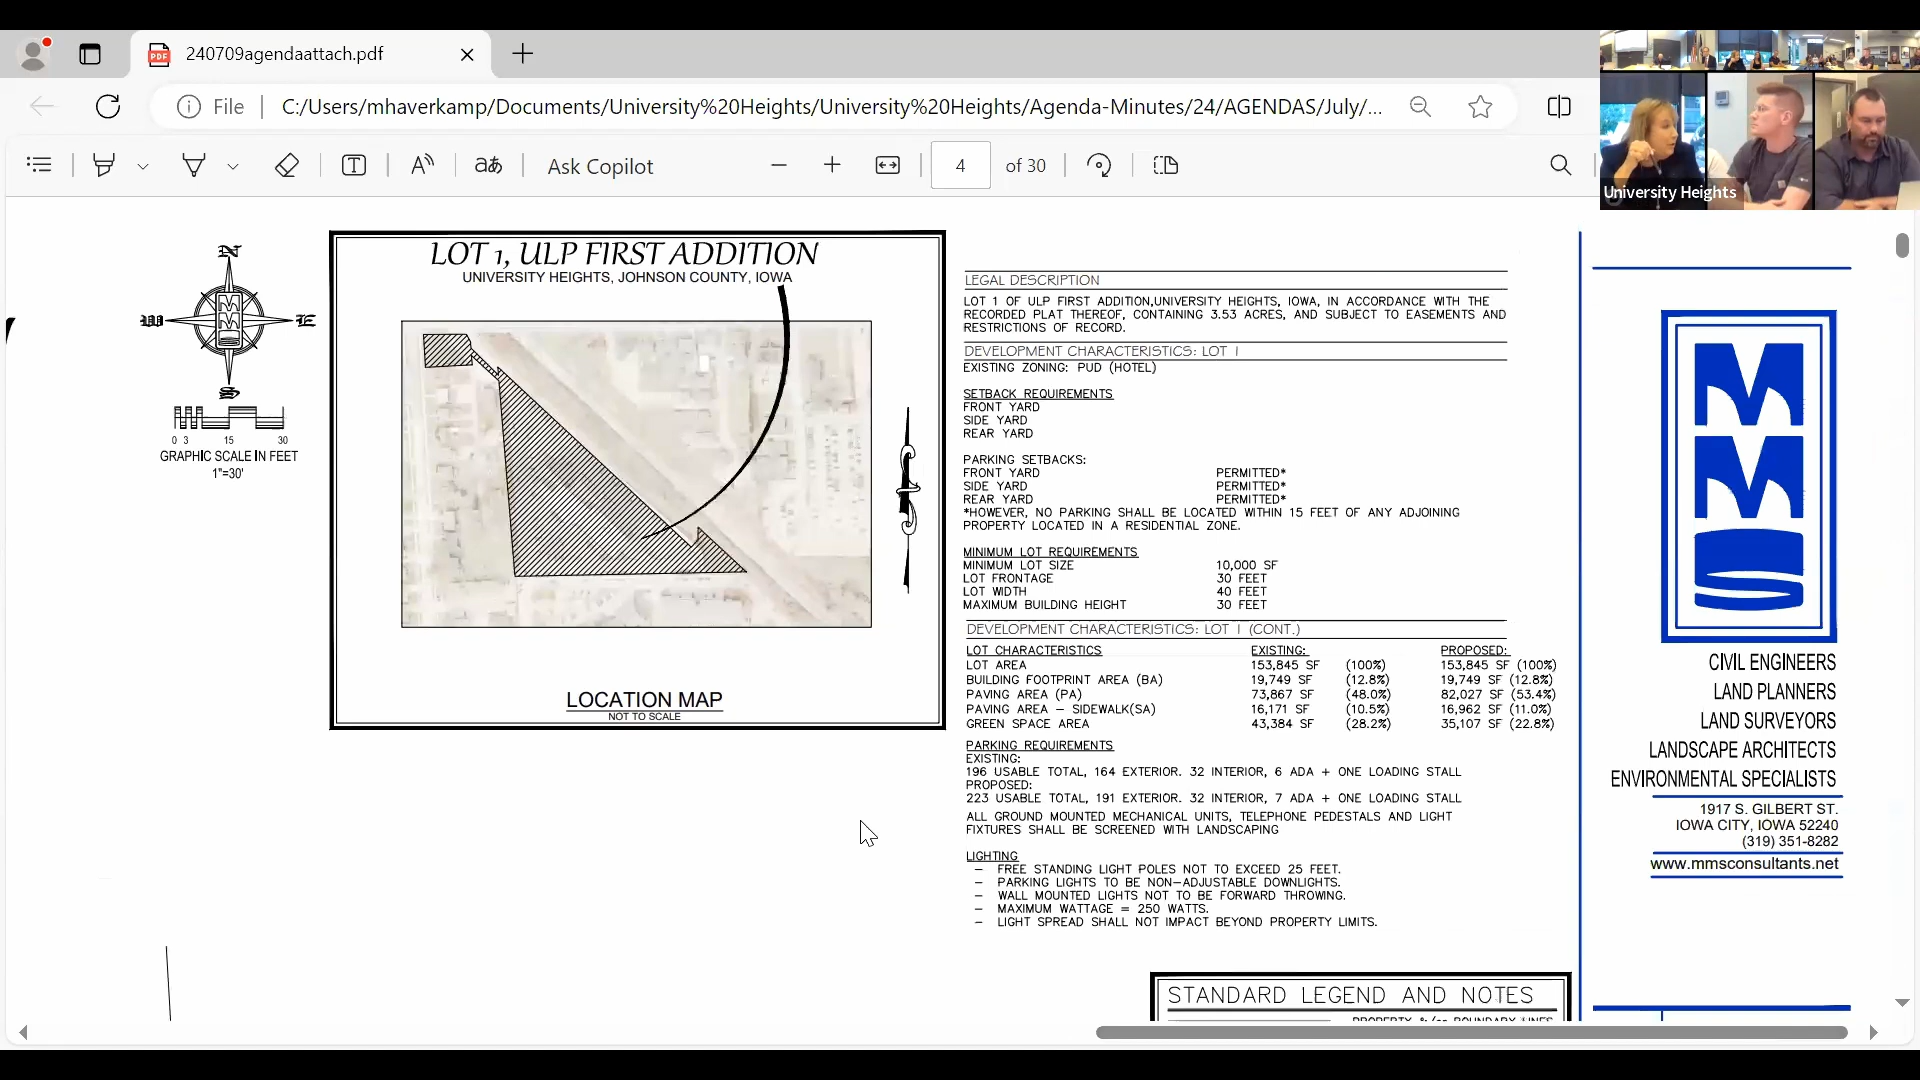 240709agendaattach.pdf
File
C:/Users/mhaverkamp/Documents/University%20Heights/University%20Heights/Agenda-Minutes/24/AGENDAS/July/...
Ask Copilot
4 of 30
University Heights
N
W E
S
0 3 15 30
GRAPHIC SCALE IN FEET
1"=30'
LOT 1, ULP FIRST ADDITION
UNIVERSITY HEIGHTS, JOHNSON COUNTY, IOWA
LOCATION MAP
NOT TO SCALE
LEGAL DESCRIPTION
LOT 1 OF ULP FIRST ADDITION,UNIVERSITY HEIGHTS, IOWA, IN ACCORDANCE WITH THE
RECORDED PLAT THEREOF, CONTAINING 3.53 ACRES, AND SUBJECT TO EASEMENTS AND
RESTRICTIONS OF RECORD.
DEVELOPMENT CHARACTERISTICS: LOT 1
EXISTING ZONING: PUD (HOTEL)
SETBACK REQUIREMENTS
FRONT YARD
SIDE YARD
REAR YARD
PARKING SETBACKS:
FRONT YARD PERMITTED*
SIDE YARD PERMITTED*
REAR YARD PERMITTED*
*HOWEVER, NO PARKING SHALL BE LOCATED WITHIN 15 FEET OF ANY ADJOINING
PROPERTY LOCATED IN A RESIDENTIAL ZONE.
MINIMUM LOT REQUIREMENTS
MINIMUM LOT SIZE 10,000 SF
LOT FRONTAGE 30 FEET
LOT WIDTH 40 FEET
MAXIMUM BUILDING HEIGHT 30 FEET
DEVELOPMENT CHARACTERISTICS: LOT 1 (CONT.)
LOT CHARACTERISTICS EXISTING: PROPOSED:
LOT AREA 153,845 SF (100%) 153,845 SF (100%)
BUILDING FOOTPRINT AREA (BA) 19,749 SF (12.8%) 19,749 SF (12.8%)
PAVING AREA (PA) 73,867 SF (48.0%) 82,027 SF (53.4%)
PAVING AREA – SIDEWALK(SA) 16,171 SF (10.5%) 16,962 SF (11.0%)
GREEN SPACE AREA 43,384 SF (28.2%) 35,107 SF (22.8%)
PARKING REQUIREMENTS
EXISTING:
196 USABLE TOTAL, 164 EXTERIOR. 32 INTERIOR, 6 ADA + ONE LOADING STALL
PROPOSED:
223 USABLE TOTAL, 191 EXTERIOR. 32 INTERIOR, 7 ADA + ONE LOADING STALL
ALL GROUND MOUNTED MECHANICAL UNITS, TELEPHONE PEDESTALS AND LIGHT
FIXTURES SHALL BE SCREENED WITH LANDSCAPING
LIGHTING
– FREE STANDING LIGHT POLES NOT TO EXCEED 25 FEET.
– PARKING LIGHTS TO BE NON–ADJUSTABLE DOWNLIGHTS.
– WALL MOUNTED LIGHTS NOT TO BE FORWARD THROWING.
– MAXIMUM WATTAGE = 250 WATTS.
– LIGHT SPREAD SHALL NOT IMPACT BEYOND PROPERTY LIMITS.
STANDARD LEGEND AND NOTES
PROPERTY &/or BOUNDARY LINES
M
M
S
CIVIL ENGINEERS
LAND PLANNERS
LAND SURVEYORS
LANDSCAPE ARCHITECTS
ENVIRONMENTAL SPECIALISTS
1917 S. GILBERT ST.
IOWA CITY, IOWA 52240
(319) 351-8282
www.mmsconsultants.net